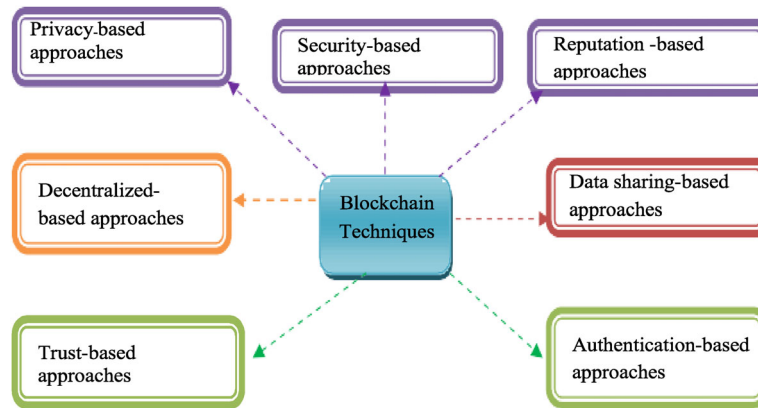 Privacy-based
approaches
Security-based
approaches
Reputation -based
approaches
Decentralized-
based approaches
Blockchain
Techniques
Data sharing-based
approaches
Trust-based
approaches
Authentication-based
approaches